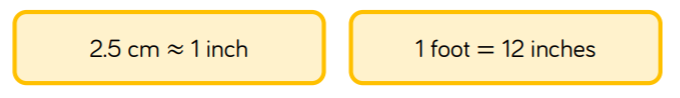 2.5 cm ≈ 1 inch
1 foot = 12 inches